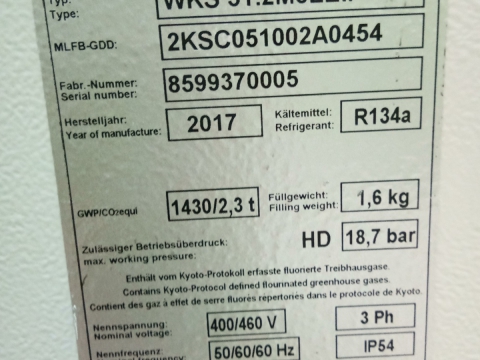 Typ:
Type:
MLFB-GDD: 2KSC051002A0454
Fabr.-Nummer:
Serial number: 8599370005
Herstelljahr:
Year of manufacture: 2017
Kältemittel:
Refrigerant: R134a
GWP/CO2equi 1430/2,3 t
Füllgewicht:
Filling weight: 1,6 kg
Zulässiger Betriebsüberdruck:
max. working pressure: HD 18,7 bar
Enthält vom Kyoto-Protokoll erfasste fluorierte Treibhausgase.
Contains Kyoto-Protocol defined flounnated greenhouse gases.
Contient des gaz à effet de serre fluorés repertoriés dans le protocole de Kyoto.
Nennspannung:
Nominal voltage: 400/460 V 3 Ph
Nennfrequenz 50/60/60 Hz IP54